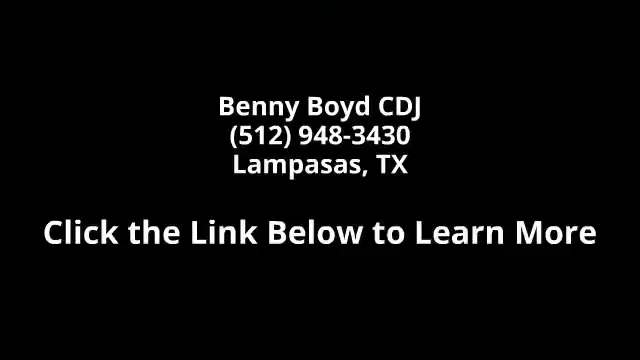 Benny Boyd CDJ
(512) 948-3430
Lampasas, TX
Click the Link Below to Learn More